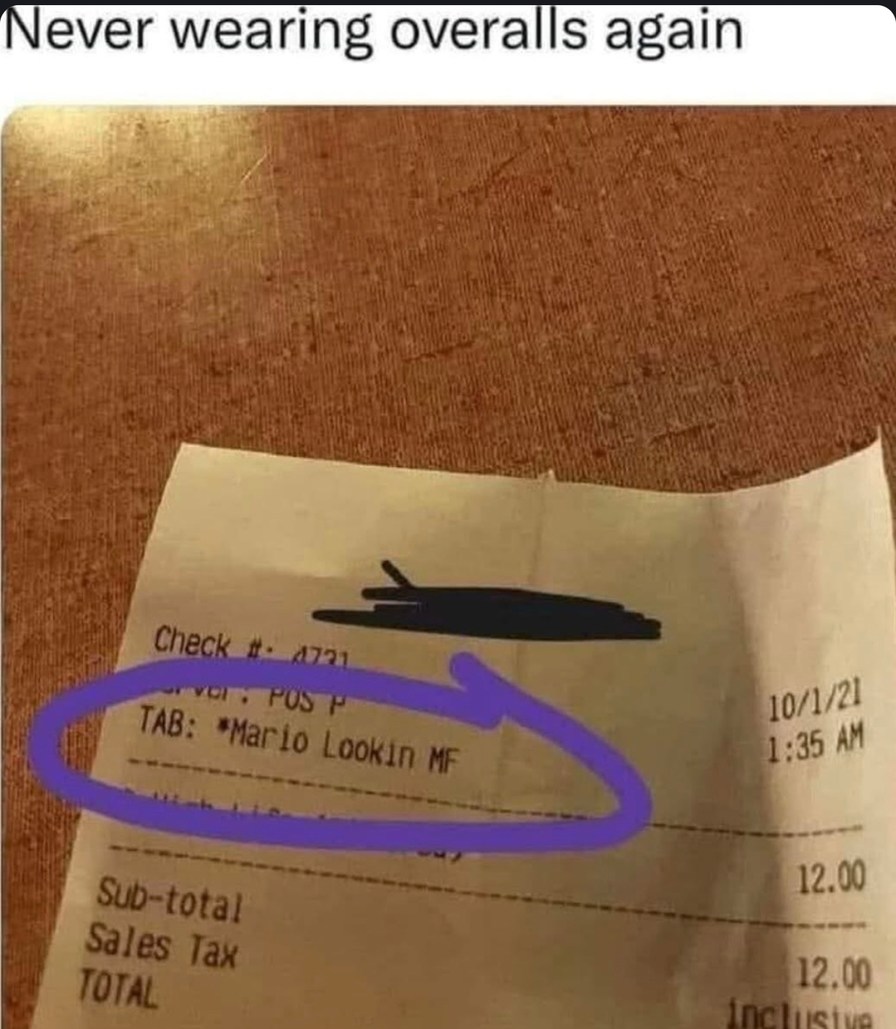 Never wearing overalls again
Check #: 4731
10/1/21
POS P
1:35 AM
TAB: *Mario Lookin MF
12.00
Sub-total
12.00
Sales Tax
Inclusive
TOTAL